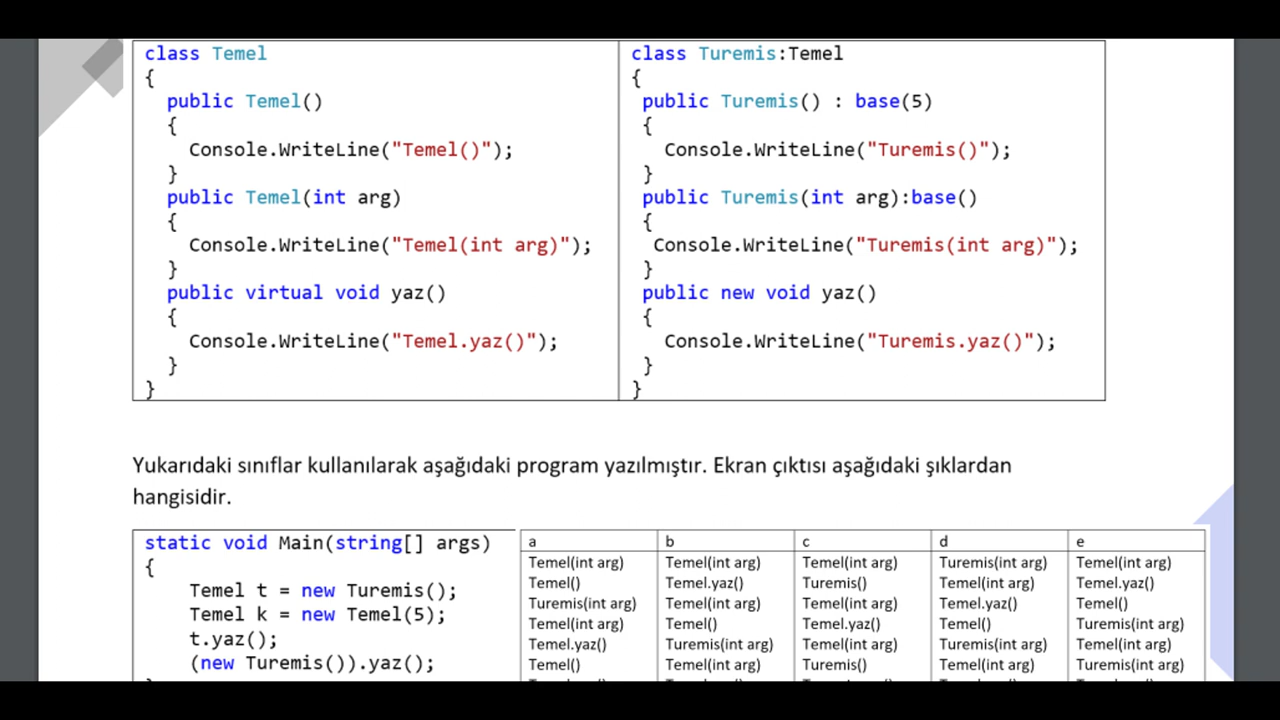 class Temel
{
public Temel()
{
Console.WriteLine("Temel()");
}
public Temel(int arg)
{
Console.WriteLine("Temel(int arg)");
}
public virtual void yaz()
{
Console.WriteLine("Temel.yaz()");
}
}
class Turemis:Temel
{
public Turemis() : base(5)
{
Console.WriteLine("Turemis()");
}
public Turemis(int arg):base()
{
Console.WriteLine("Turemis(int arg)");
}
public new void yaz()
{
Console.WriteLine("Turemis.yaz()");
}
}
Yukarıdaki sınıflar kullanılarak aşağıdaki program yazılmıştır. Ekran çıktısı aşağıdaki şıklardan
hangisidir.
static void Main(string[] args)
{
Temel t = new Turemis();
Temel k = new Temel(5);
t.yaz();
(new Turemis()).yaz();
a
Temel(int arg)
Temel()
Turemis(int arg)
Temel(int arg)
Temel.yaz()
Temel()
b
Temel(int arg)
Temel.yaz()
Temel(int arg)
Temel()
Turemis(int arg)
Temel(int arg)
c
Temel(int arg)
Turemis()
Temel(int arg)
Temel.yaz()
Temel(int arg)
Turemis()
d
Turemis(int arg)
Temel(int arg)
Temel.yaz()
Temel()
Turemis(int arg)
Temel(int arg)
e
Temel(int arg)
Temel.yaz()
Temel()
Turemis(int arg)
Temel(int arg)
Turemis(int arg)